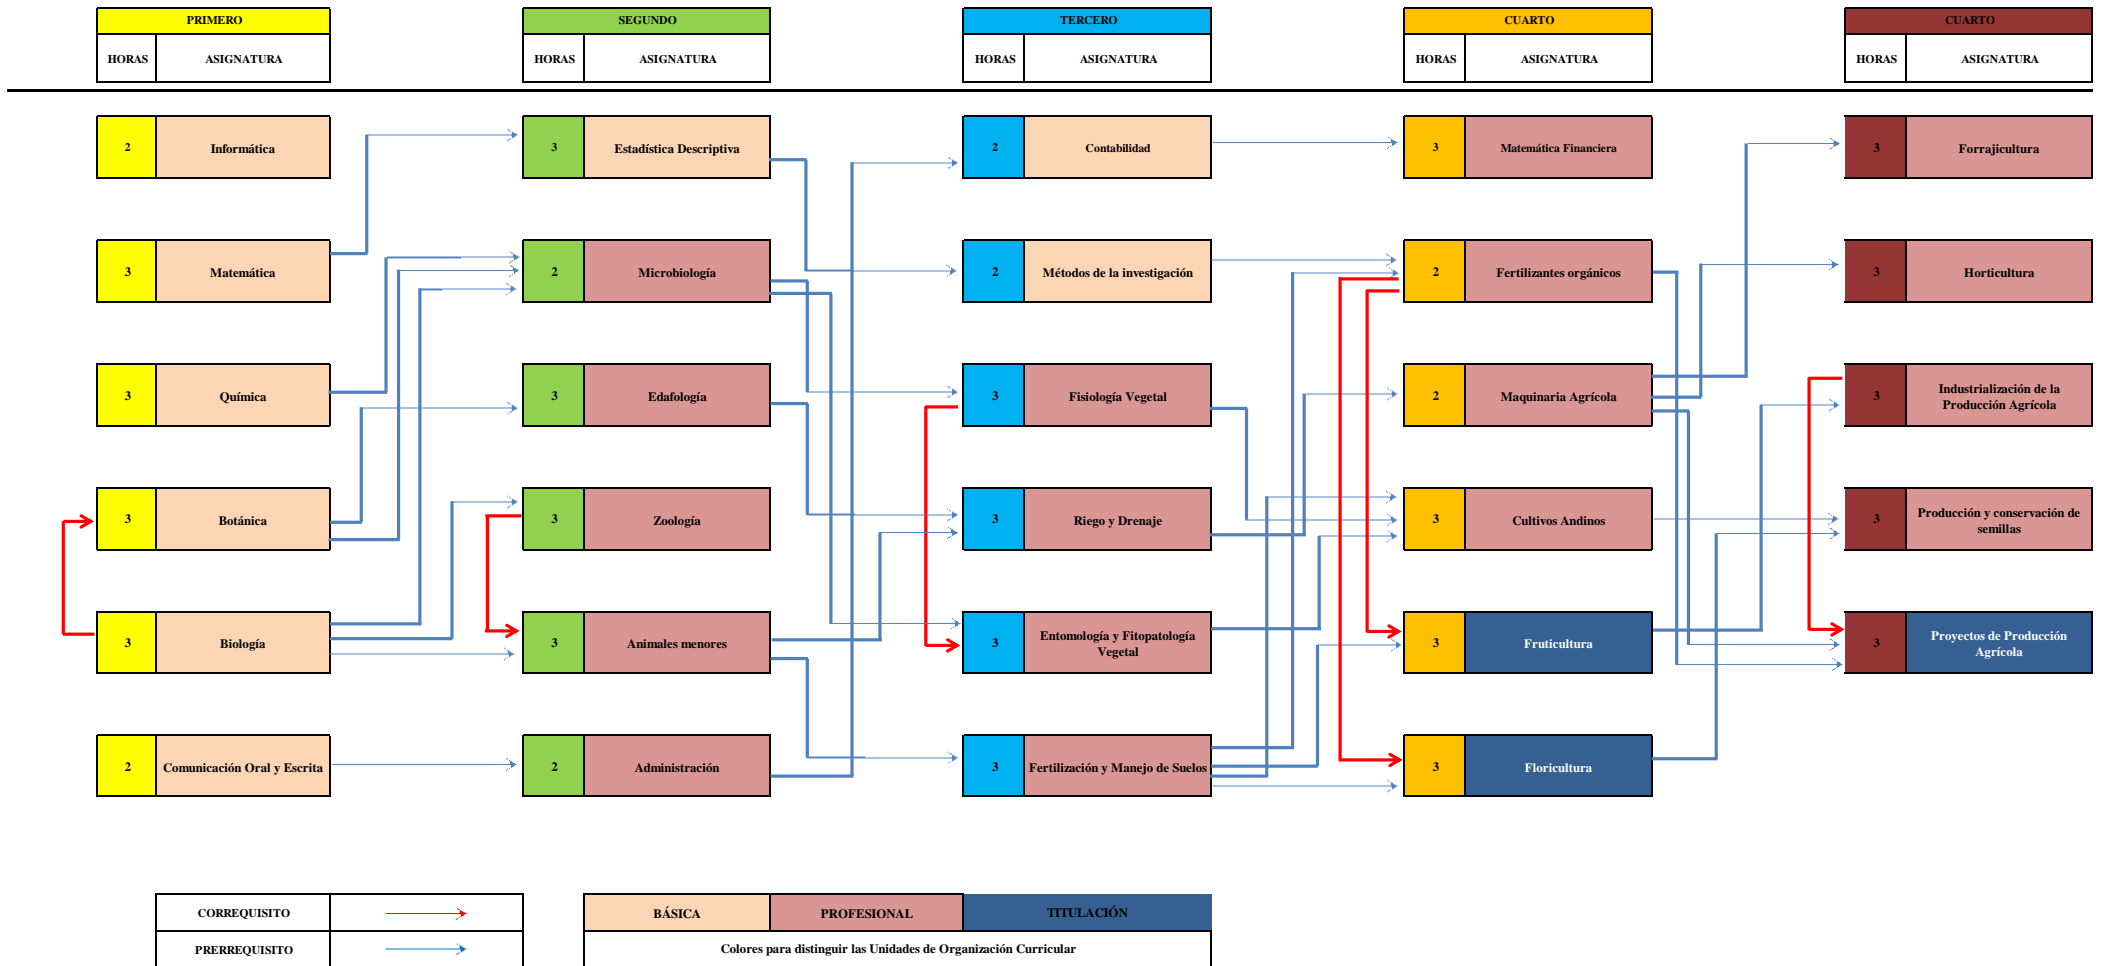 PRIMERO
SEGUNDO
TERCERO
CUARTO
CUARTO
HORAS ASIGNATURA
HORAS ASIGNATURA
HORAS ASIGNATURA
HORAS ASIGNATURA
HORAS ASIGNATURA
2 Informática
3 Estadística Descriptiva
2 Contabilidad
3 Matemática Financiera
3 Forrajicultura
3 Matemática
2 Microbiología
2 Métodos de la investigación
2 Fertilizantes orgánicos
3 Horticultura
3 Química
3 Edafología
3 Fisiología Vegetal
2 Maquinaria Agrícola
3 Industrialización de la
Producción Agrícola
3 Botánica
3 Zoología
3 Riego y Drenaje
3 Cultivos Andinos
3 Producción y conservación de
semillas
3 Biología
3 Animales menores
3 Entomología y Fitopatología
Vegetal
3 Fruticultura
3 Proyectos de Producción
Agrícola
2 Comunicación Oral y Escrita
2 Administración
3 Fertilización y Manejo de Suelos
3 Floricultura
CORREQUISITO
PRERREQUISITO
BÁSICA PROFESIONAL TITULACIÓN
Colores para distinguir las Unidades de Organización Curricular